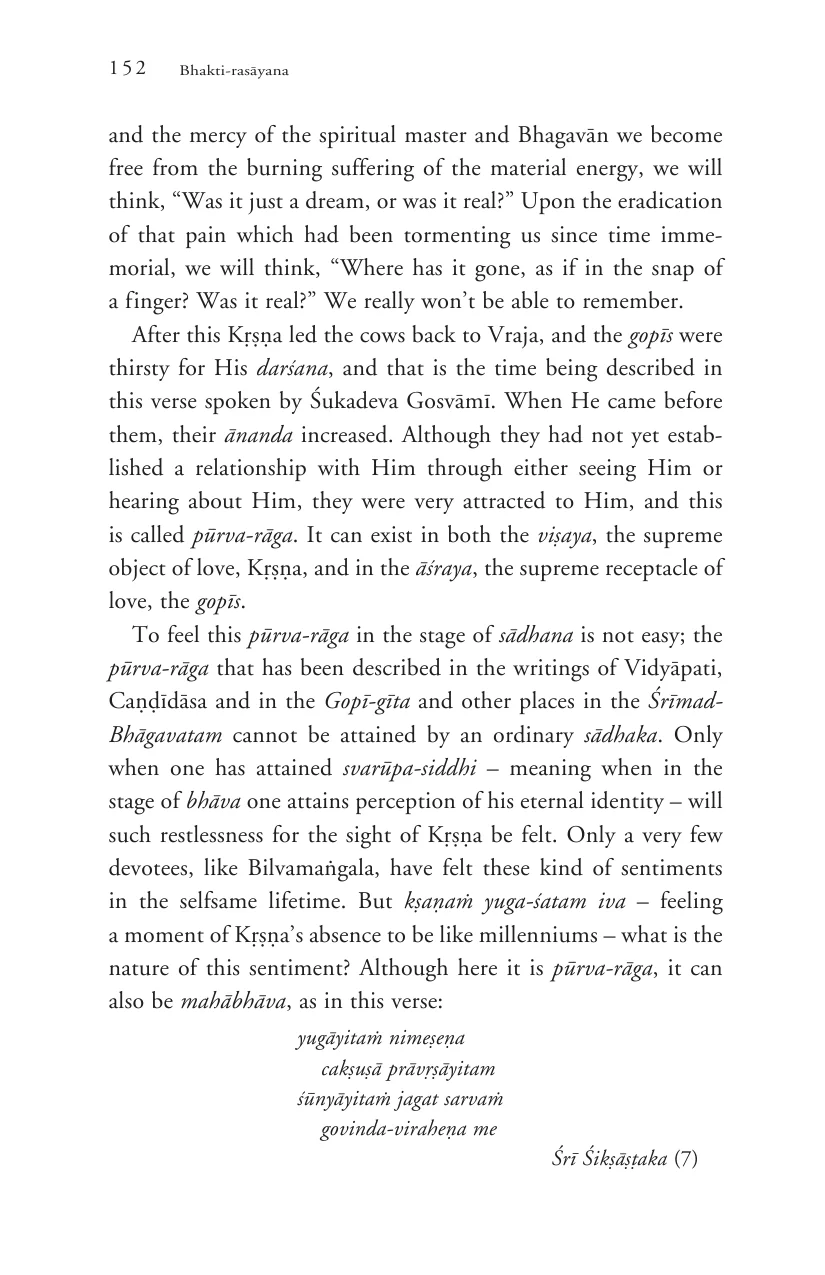 152 Bhakti-rasāyana
and the mercy of the spiritual master and Bhagavān we become
free from the burning suffering of the material energy, we will
think, “Was it just a dream, or was it real?” Upon the eradication
of that pain which had been tormenting us since time imme-
morial, we will think, “Where has it gone, as if in the snap of
a finger? Was it real?” We really won’t be able to remember.
After this Kṛṣṇa led the cows back to Vraja, and the gopīs were
thirsty for His darśana, and that is the time being described in
this verse spoken by Śukadeva Gosvāmī. When He came before
them, their ānanda increased. Although they had not yet estab-
lished a relationship with Him through either seeing Him or
hearing about Him, they were very attracted to Him, and this
is called pūrva-rāga. It can exist in both the viṣaya, the supreme
object of love, Kṛṣṇa, and in the āśraya, the supreme receptacle of
love, the gopīs.
To feel this pūrva-rāga in the stage of sādhana is not easy; the
pūrva-rāga that has been described in the writings of Vidyāpati,
Caṇḍīdāsa and in the Gopī-gīta and other places in the Śrīmad-
Bhāgavatam cannot be attained by an ordinary sādhaka. Only
when one has attained svarūpa-siddhi – meaning when in the
stage of bhāva one attains perception of his eternal identity – will
such restlessness for the sight of Kṛṣṇa be felt. Only a very few
devotees, like Bilvamaṅgala, have felt these kind of sentiments
in the selfsame lifetime. But kṣaṇaṁ yuga-śatam iva – feeling
a moment of Kṛṣṇa’s absence to be like millenniums – what is the
nature of this sentiment? Although here it is pūrva-rāga, it can
also be mahābhāva, as in this verse:
yugāyitaṁ nimeṣeṇa
cakṣuṣā prāvṛṣāyitam
śūnyāyitaṁ jagat sarvaṁ
govinda-viraheṇa me
Śrī Śikṣāṣṭaka (7)